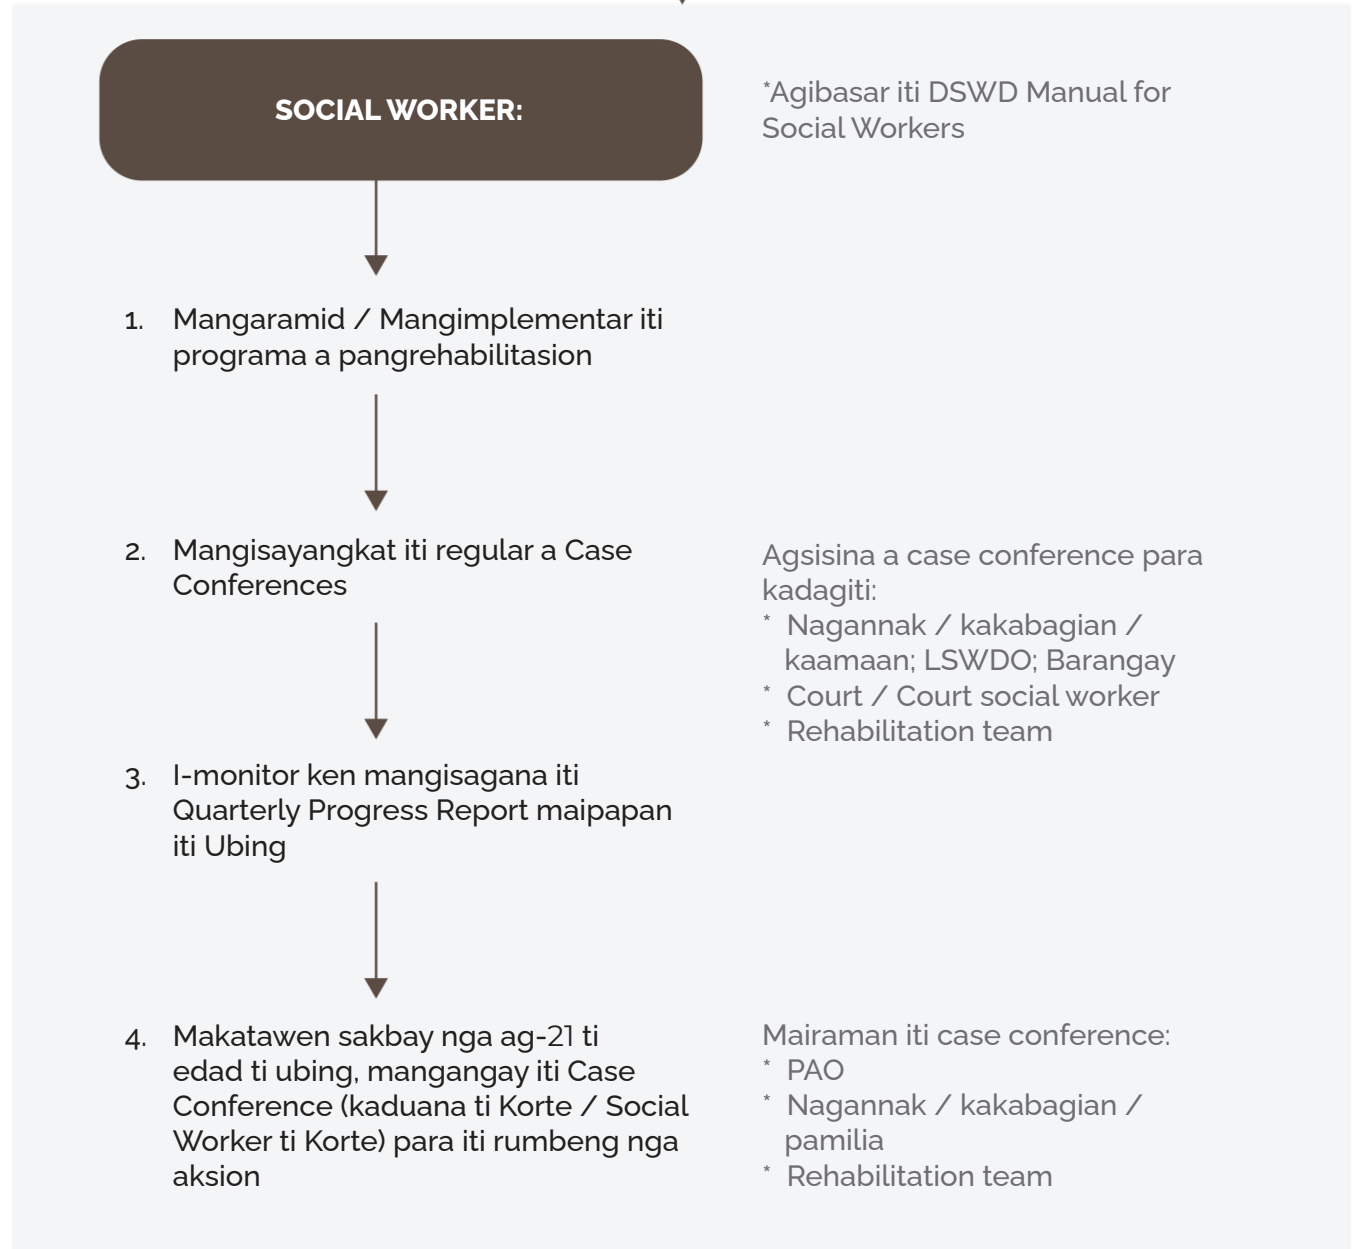 SOCIAL WORKER:
*Agibasar iti DSWD Manual for
Social Workers
1. Mangaramid / Mangimplementar iti
programa a pangrehabilitasion
2. Mangisayangkat iti regular a Case
Conferences
Agsisina a case conference para
kadagiti:
* Nagannak / kakabagian /
kaamaan; LSWDO; Barangay
* Court / Court social worker
* Rehabilitation team
3. I-monitor ken mangisagana iti
Quarterly Progress Report maipapan
iti Ubing
4. Makatawen sakbay nga ag-21 ti
edad ti ubing, mangangay iti Case
Conference (kaduana ti Korte / Social
Worker ti Korte) para iti rumbeng nga
aksion
Mairaman iti case conference:
* PAO
* Nagannak / kakabagian /
pamilia
* Rehabilitation team